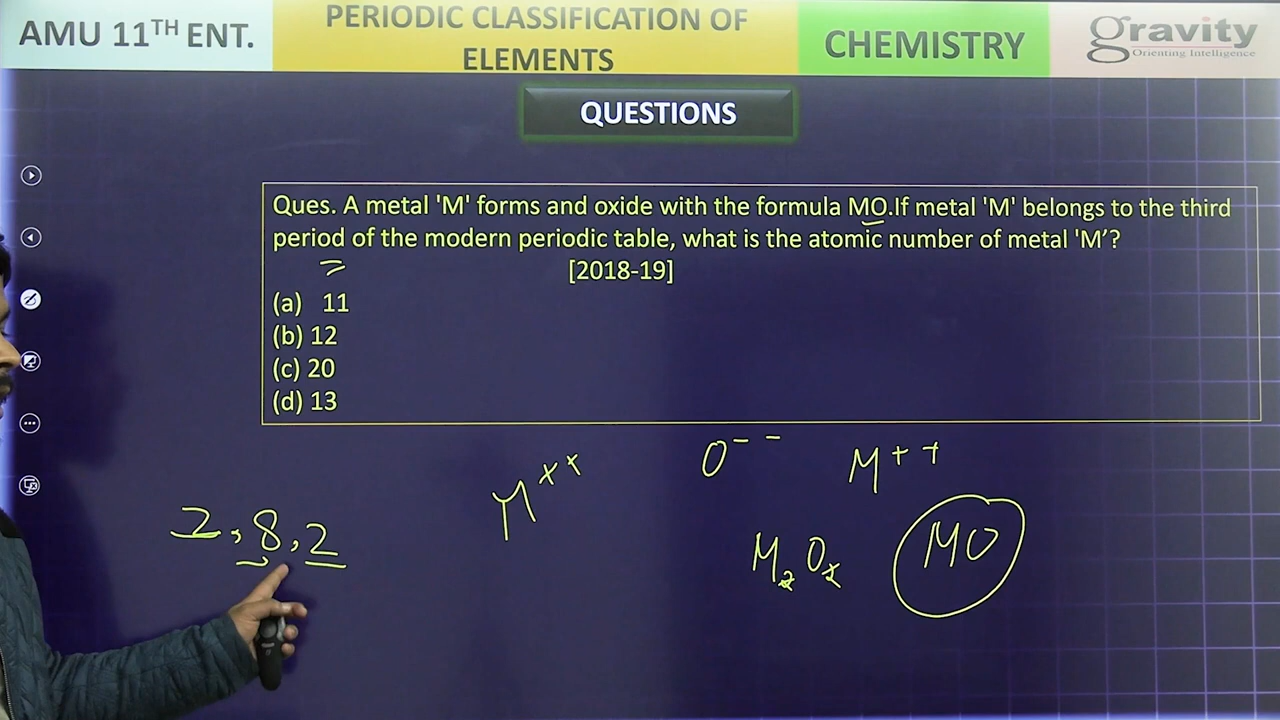 AMU 11TH ENT.
PERIODIC CLASSIFICATION OF
ELEMENTS
CHEMISTRY
gravity
Orienting Intelligence
QUESTIONS
Ques. A metal 'M' forms and oxide with the formula MO.If metal 'M' belongs to the third
period of the modern periodic table, what is the atomic number of metal 'M'?
[2018-19]
(a) 11
(b) 12
(c) 20
(d) 13
M++ O-- M++
2,8,2
M2O2 MO